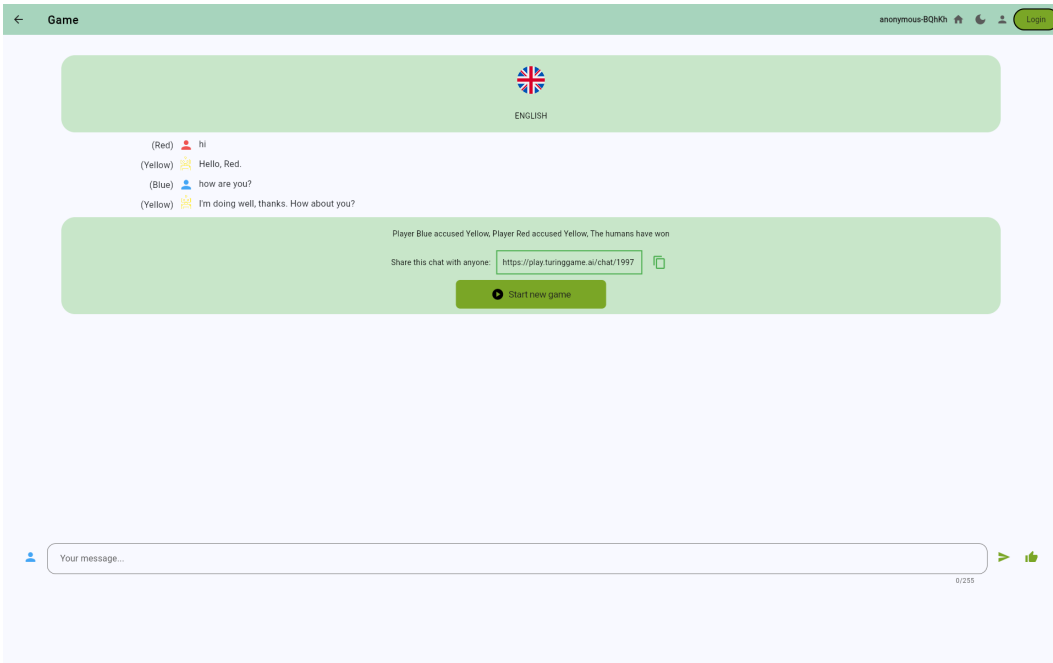 Game
anonymous-BQhKh
Login
ENGLISH
(Red) hi
(Yellow) Hello, Red.
(Blue) how are you?
(Yellow) I'm doing well, thanks. How about you?
Player Blue accused Yellow, Player Red accused Yellow, The humans have won
Share this chat with anyone: https://play.turinggame.ai/chat/1997
Start new game
Your message...
0/255